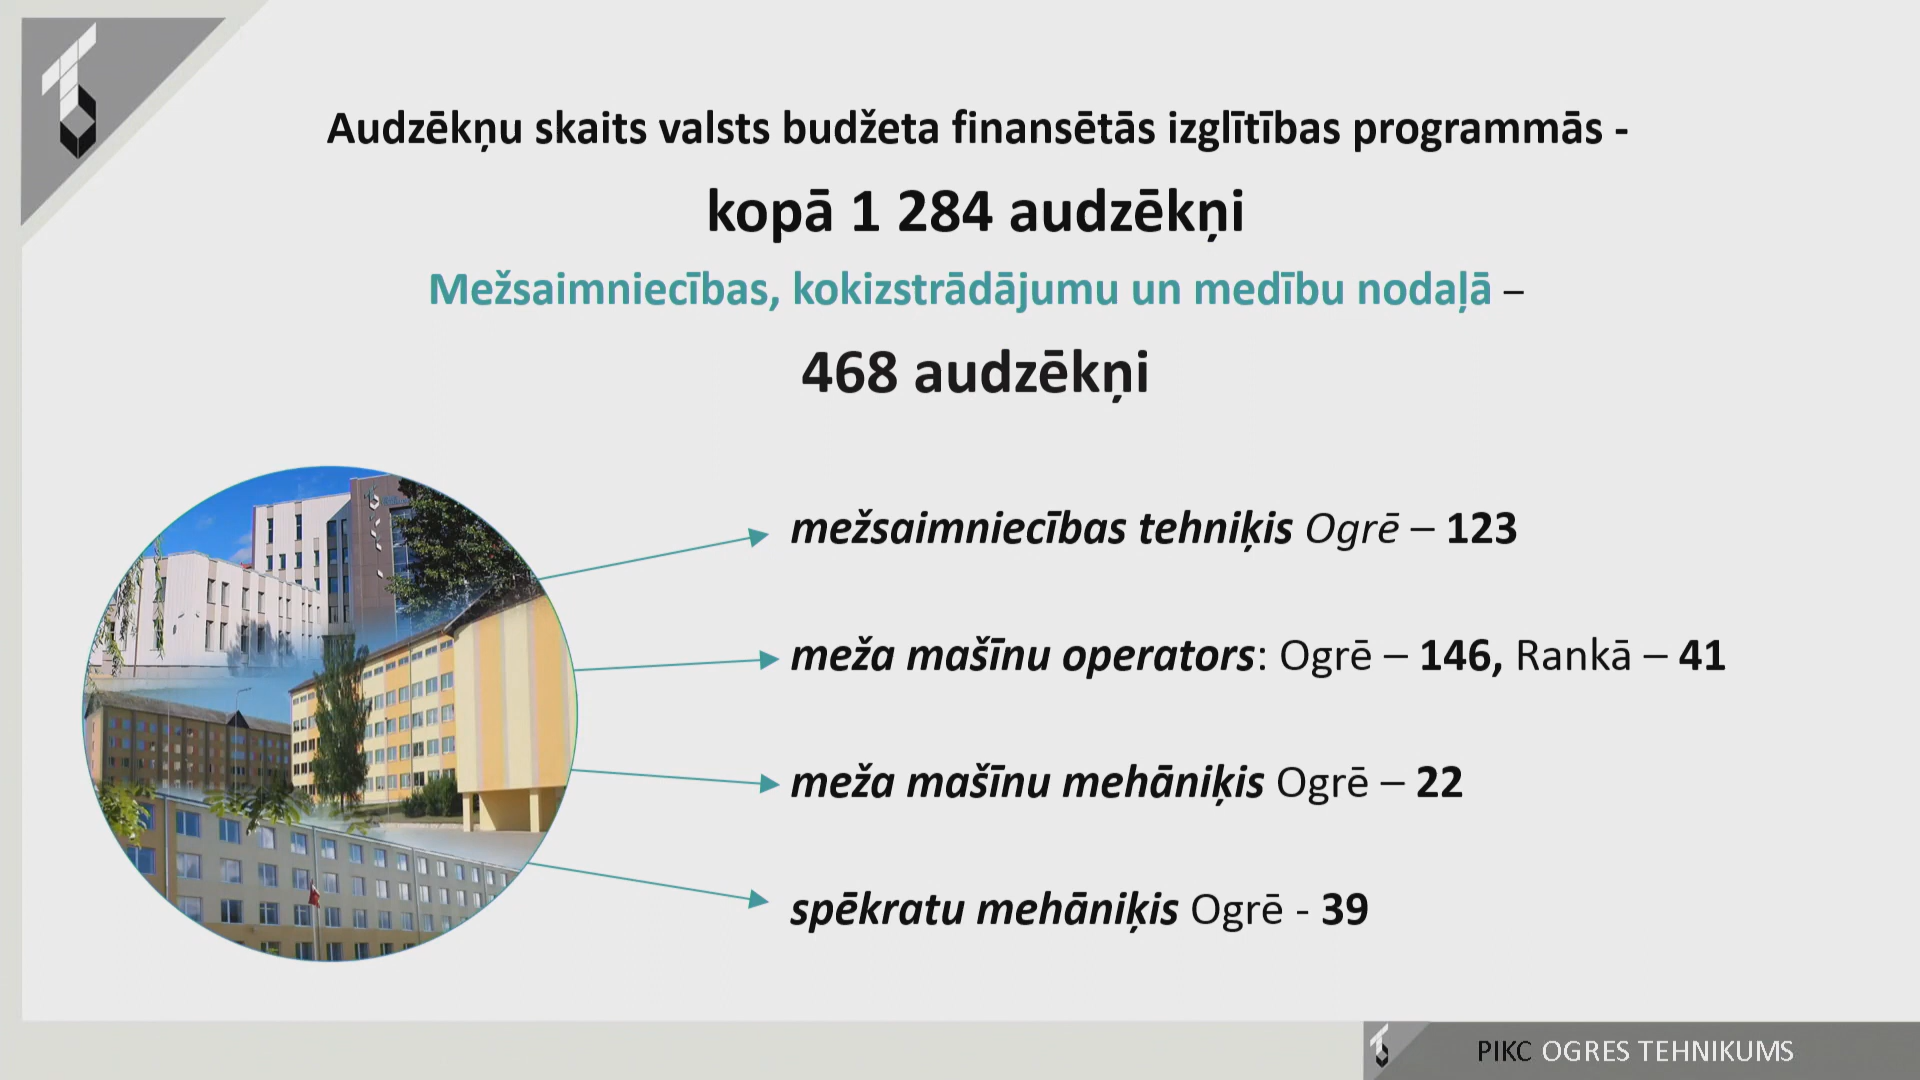 Audzēkņu skaits valsts budžeta finansētās izglītības programmās -
kopā 1 284 audzēkņi
Mežsaimniecības, kokizstrādājumu un medību nodaļā –
468 audzēkņi
mežsaimniecības tehniķis Ogrē – 123
meža mašīnu operators: Ogrē – 146, Rankā – 41
meža mašīnu mehāniķis Ogrē – 22
spēkratu mehāniķis Ogrē - 39
PIKC OGRES TEHNIKUMS